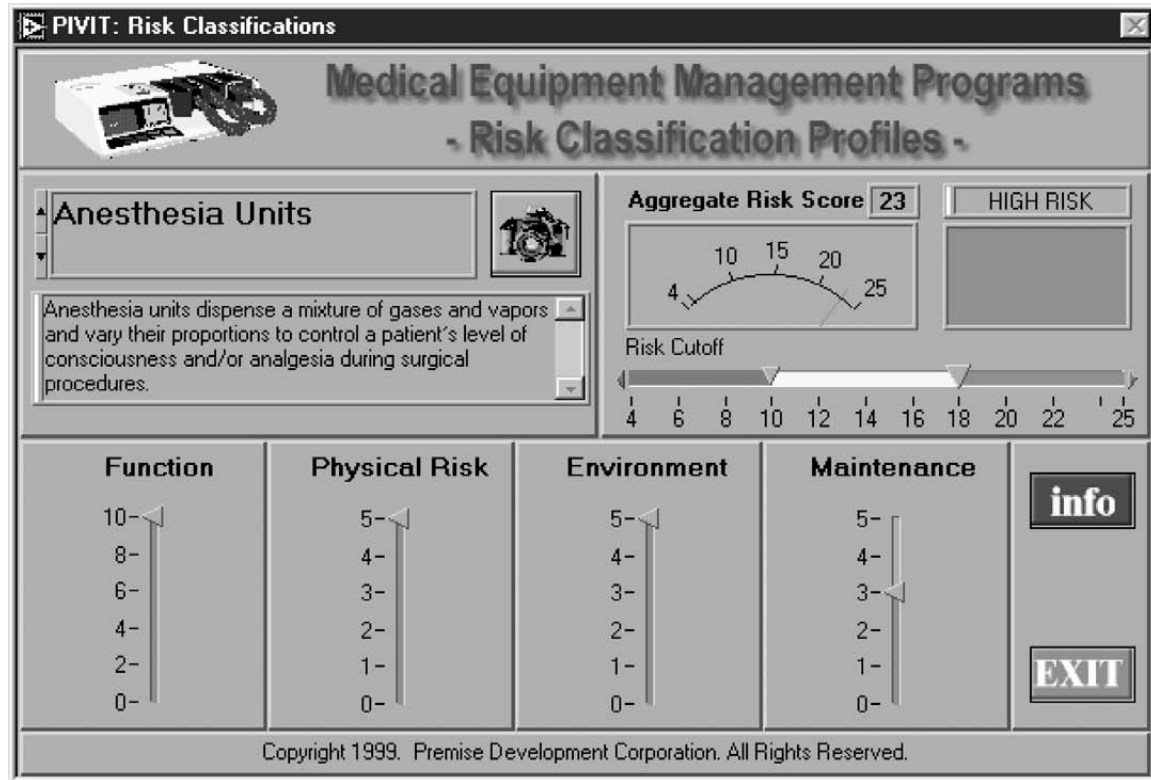 PIVIT: Risk Classifications
Medical Equipment Management Programs
- Risk Classification Profiles -
Anesthesia Units
Anesthesia units dispense a mixture of gases and vapors
and vary their proportions to control a patient's level of
consciousness and/or analgesia during surgical
procedures.
Aggregate Risk Score 23
HIGH RISK
4 10 15 20 25
Risk Cutoff
4 6 8 10 12 14 16 18 20 22 25
Function
10
8
6
4
2
0
Physical Risk
5
4
3
2
1
0
Environment
5
4
3
2
1
0
Maintenance
5
4
3
2
1
0
info
EXIT
Copyright 1999. Premise Development Corporation. All Rights Reserved.